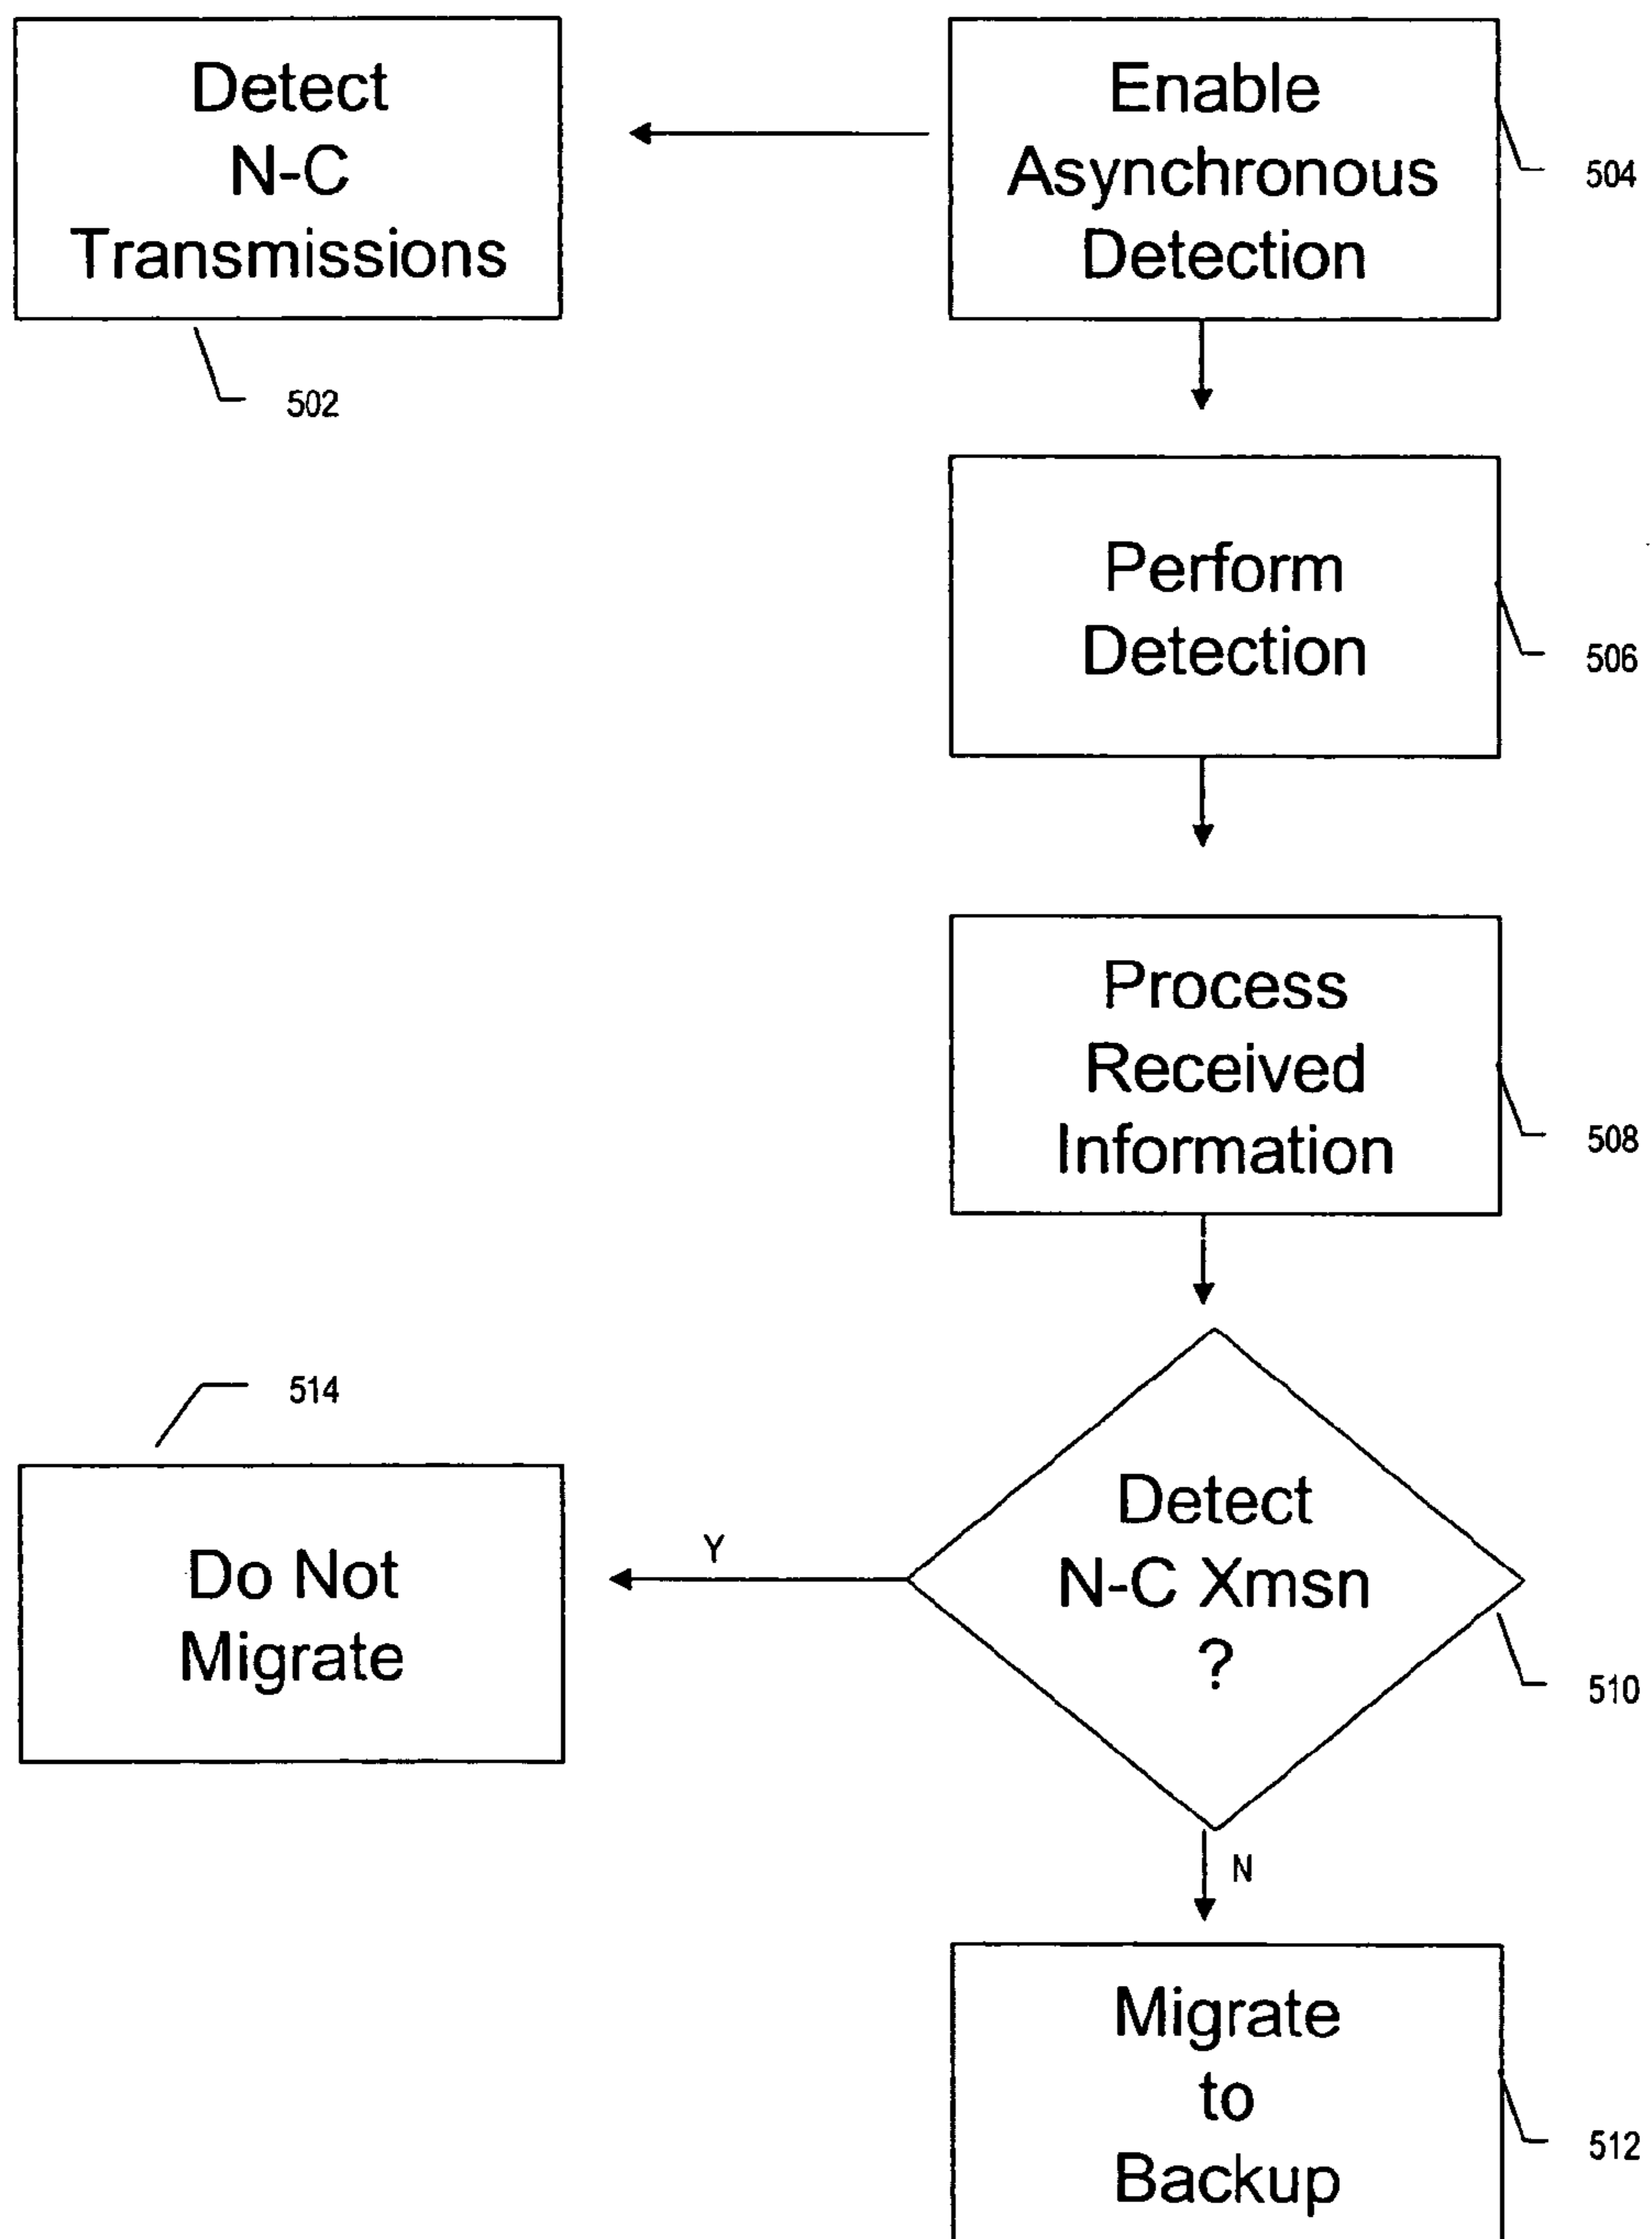 Detect
N-C
Transmissions
502
Enable
Asynchronous
Detection
504
Perform
Detection
506
Process
Received
Information
508
514
Do Not
Migrate
Y
Detect
N-C Xmsn
?
510
N
Migrate
to
Backup
512